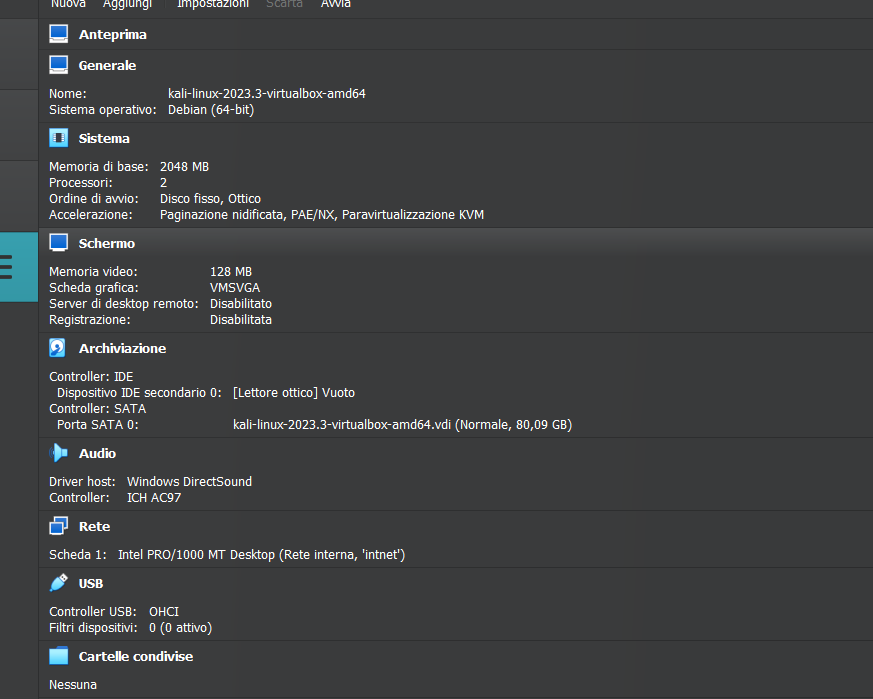 Nuova Aggiungi Impostazioni Scarta Avvia
Anteprima
Generale
Nome: kali-linux-2023.3-virtualbox-amd64
Sistema operativo: Debian (64-bit)
Sistema
Memoria di base: 2048 MB
Processori: 2
Ordine di avvio: Disco fisso, Ottico
Accelerazione: Paginazione nidificata, PAE/NX, Paravirtualizzazione KVM
Schermo
Memoria video: 128 MB
Scheda grafica: VMSVGA
Server di desktop remoto: Disabilitato
Registrazione: Disabilitata
Archiviazione
Controller: IDE
Dispositivo IDE secondario 0: [Lettore ottico] Vuoto
Controller: SATA
Porta SATA 0: kali-linux-2023.3-virtualbox-amd64.vdi (Normale, 80,09 GB)
Audio
Driver host: Windows DirectSound
Controller: ICH AC97
Rete
Scheda 1: Intel PRO/1000 MT Desktop (Rete interna, 'intnet')
USB
Controller USB: OHCI
Filtri dispositivi: 0 (0 attivo)
Cartelle condivise
Nessuna